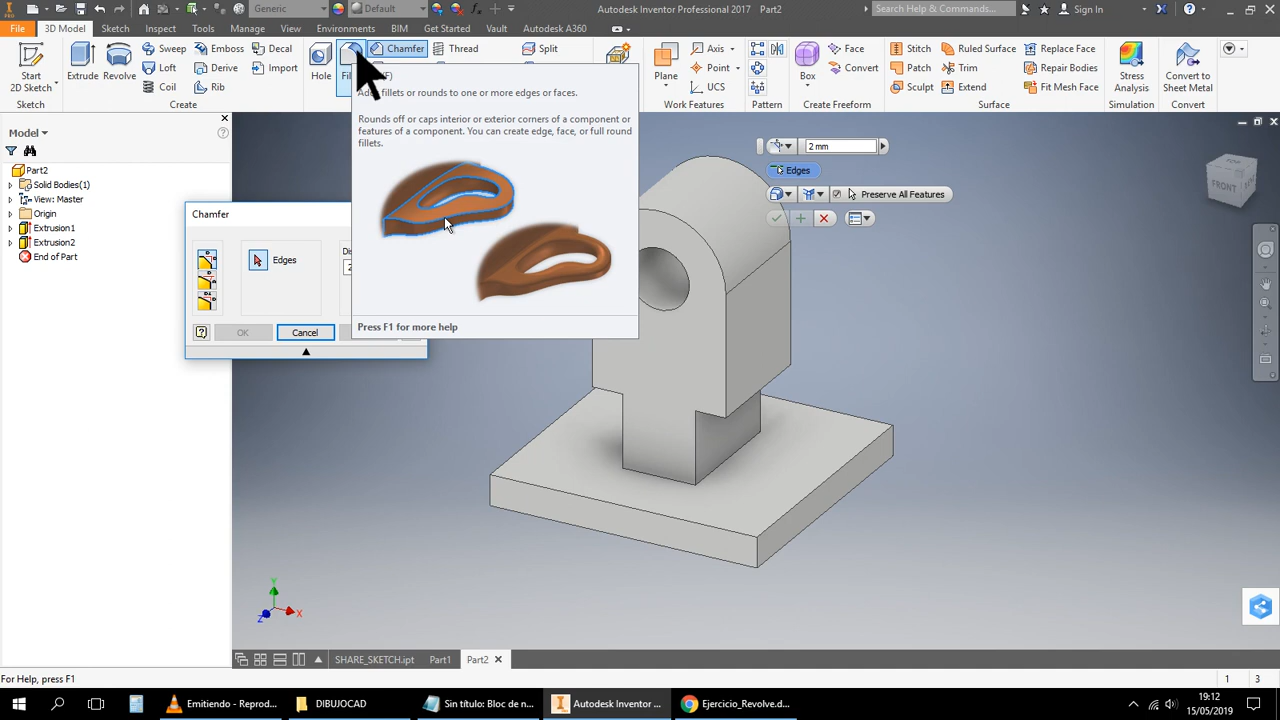 PRO
Generic
Default
Autodesk Inventor Professional 2017 Part2
Search Help & Commands...
Sign In
File
3D Model
Sketch
Inspect
Tools
Manage
View
Environments
BIM
Get Started
Vault
Autodesk A360
Start
2D Sketch
Sketch
Extrude
Revolve
Sweep
Loft
Coil
Emboss
Derive
Rib
Decal
Import
Create
Hole
Chamfer
Thread
Split
Plane
Axis
Point
UCS
Work Features
Pattern
Box
Face
Convert
Create Freeform
Stitch
Patch
Sculpt
Ruled Surface
Trim
Extend
Replace Face
Repair Bodies
Fit Mesh Face
Surface
Stress
Analysis
Simulation
Convert to
Sheet Metal
Convert
Add fillets or rounds to one or more edges or faces.
Rounds off or caps interior or exterior corners of a component or
features of a component. You can create edge, face, or full round
fillets.
Press F1 for more help
Model
Part2
Solid Bodies(1)
View: Master
Origin
Extrusion1
Extrusion2
End of Part
Chamfer
Edges
OK
Cancel
2 mm
Edges
Preserve All Features
FRONT
Y
X
Z
SHARE_SKETCH.ipt
Part1
Part2
For Help, press F1
1
3
Emitiendo - Reprod...
DIBUJOCAD
Sin título: Bloc de n...
Autodesk Inventor ...
Ejercicio_Revolve.d...
19:12
15/05/2019